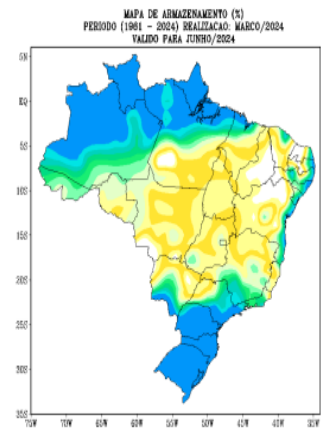 MAPA DE ARMAZENAMENTO (%)
PERIODO (1961 - 2024) REALIZACAO: MARCO/2024
VALIDO PARA JUNHO/2024
5N
EQ
5S
10S
15S
20S
25S
30S
35S
75W 70W 65W 60W 55W 50W 45W 40W 35W